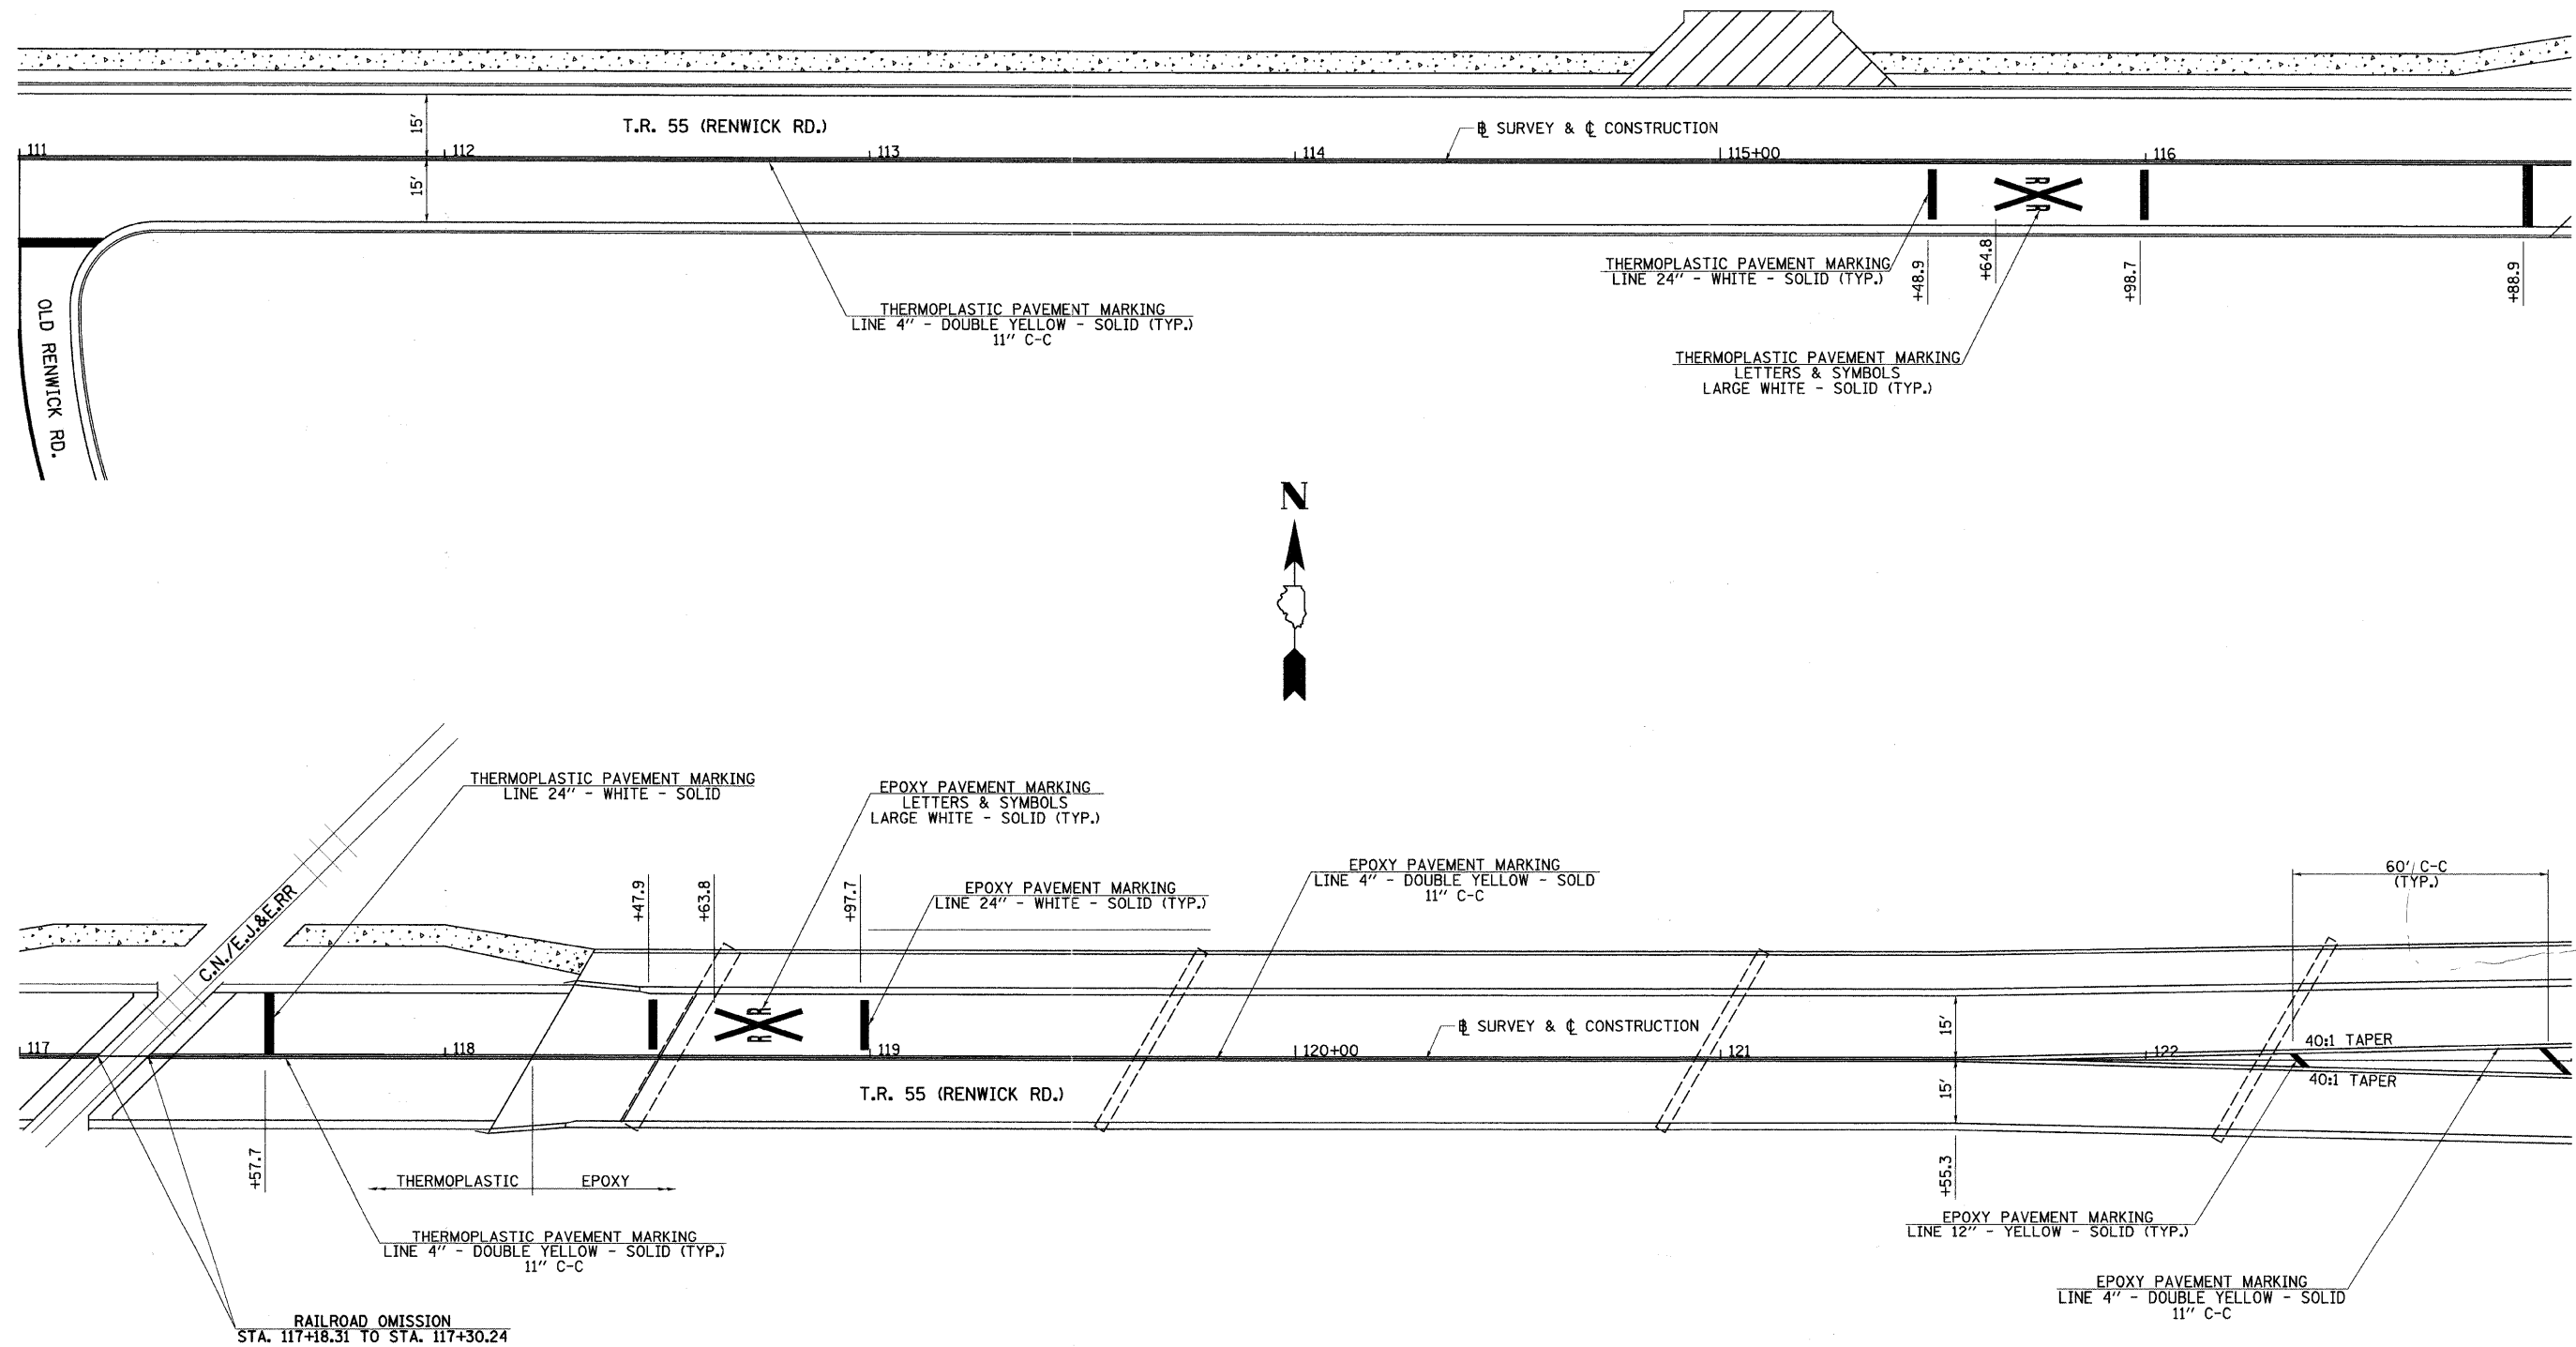 15'
T.R. 55 (RENWICK RD.)
℄ SURVEY & ℄ CONSTRUCTION
111
112
113
114
115+00
116
15'
R R
THERMOPLASTIC PAVEMENT MARKING
LINE 24" - WHITE - SOLID (TYP.)
+48.9
+64.8
+98.7
+88.9
OLD RENWICK RD.
THERMOPLASTIC PAVEMENT MARKING
LINE 4" - DOUBLE YELLOW - SOLID (TYP.)
11" C-C
THERMOPLASTIC PAVEMENT MARKING
LETTERS & SYMBOLS
LARGE WHITE - SOLID (TYP.)
N
THERMOPLASTIC PAVEMENT MARKING
LINE 24" - WHITE - SOLID
EPOXY PAVEMENT MARKING
LETTERS & SYMBOLS
LARGE WHITE - SOLID (TYP.)
+47.9
+63.8
+97.7
EPOXY PAVEMENT MARKING
LINE 24" - WHITE - SOLID (TYP.)
EPOXY PAVEMENT MARKING
LINE 4" - DOUBLE YELLOW - SOLD
11" C-C
60' C-C
(TYP.)
C.N./E.J.&E.RR
R R
℄ SURVEY & ℄ CONSTRUCTION
15'
117
118
119
120+00
121
122
40:1 TAPER
40:1 TAPER
T.R. 55 (RENWICK RD.)
15'
+57.7
THERMOPLASTIC
EPOXY
+55.3
THERMOPLASTIC PAVEMENT MARKING
LINE 4" - DOUBLE YELLOW - SOLID (TYP.)
11" C-C
EPOXY PAVEMENT MARKING
LINE 12" - YELLOW - SOLID (TYP.)
EPOXY PAVEMENT MARKING
LINE 4" - DOUBLE YELLOW - SOLID
11" C-C
RAILROAD OMISSION
STA. 117+18.31 TO STA. 117+30.24